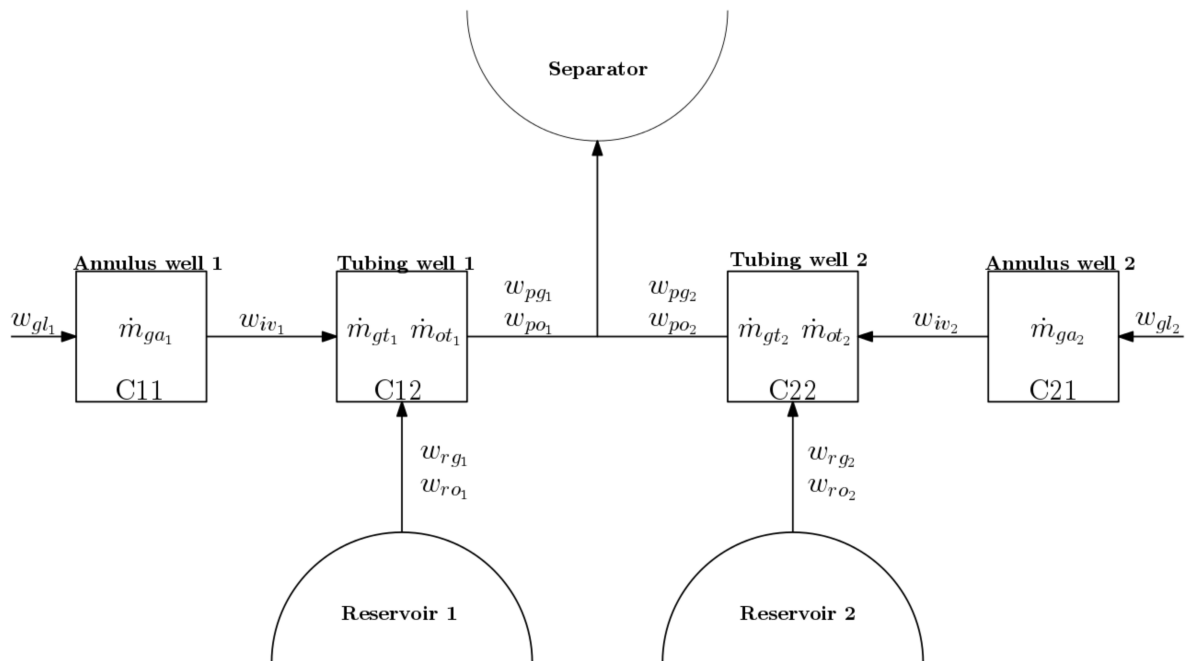 Separator
Annulus well 1
Tubing well 1
Tubing well 2
Annulus well 2
w_{gl_1}
ṁ_{ga_1}
C11
w_{iv_1}
ṁ_{gt_1} ṁ_{ot_1}
C12
w_{pg_1}
w_{po_1}
w_{pg_2}
w_{po_2}
ṁ_{gt_2} ṁ_{ot_2}
C22
w_{iv_2}
ṁ_{ga_2}
C21
w_{gl_2}
w_{rg_1}
w_{ro_1}
w_{rg_2}
w_{ro_2}
Reservoir 1
Reservoir 2